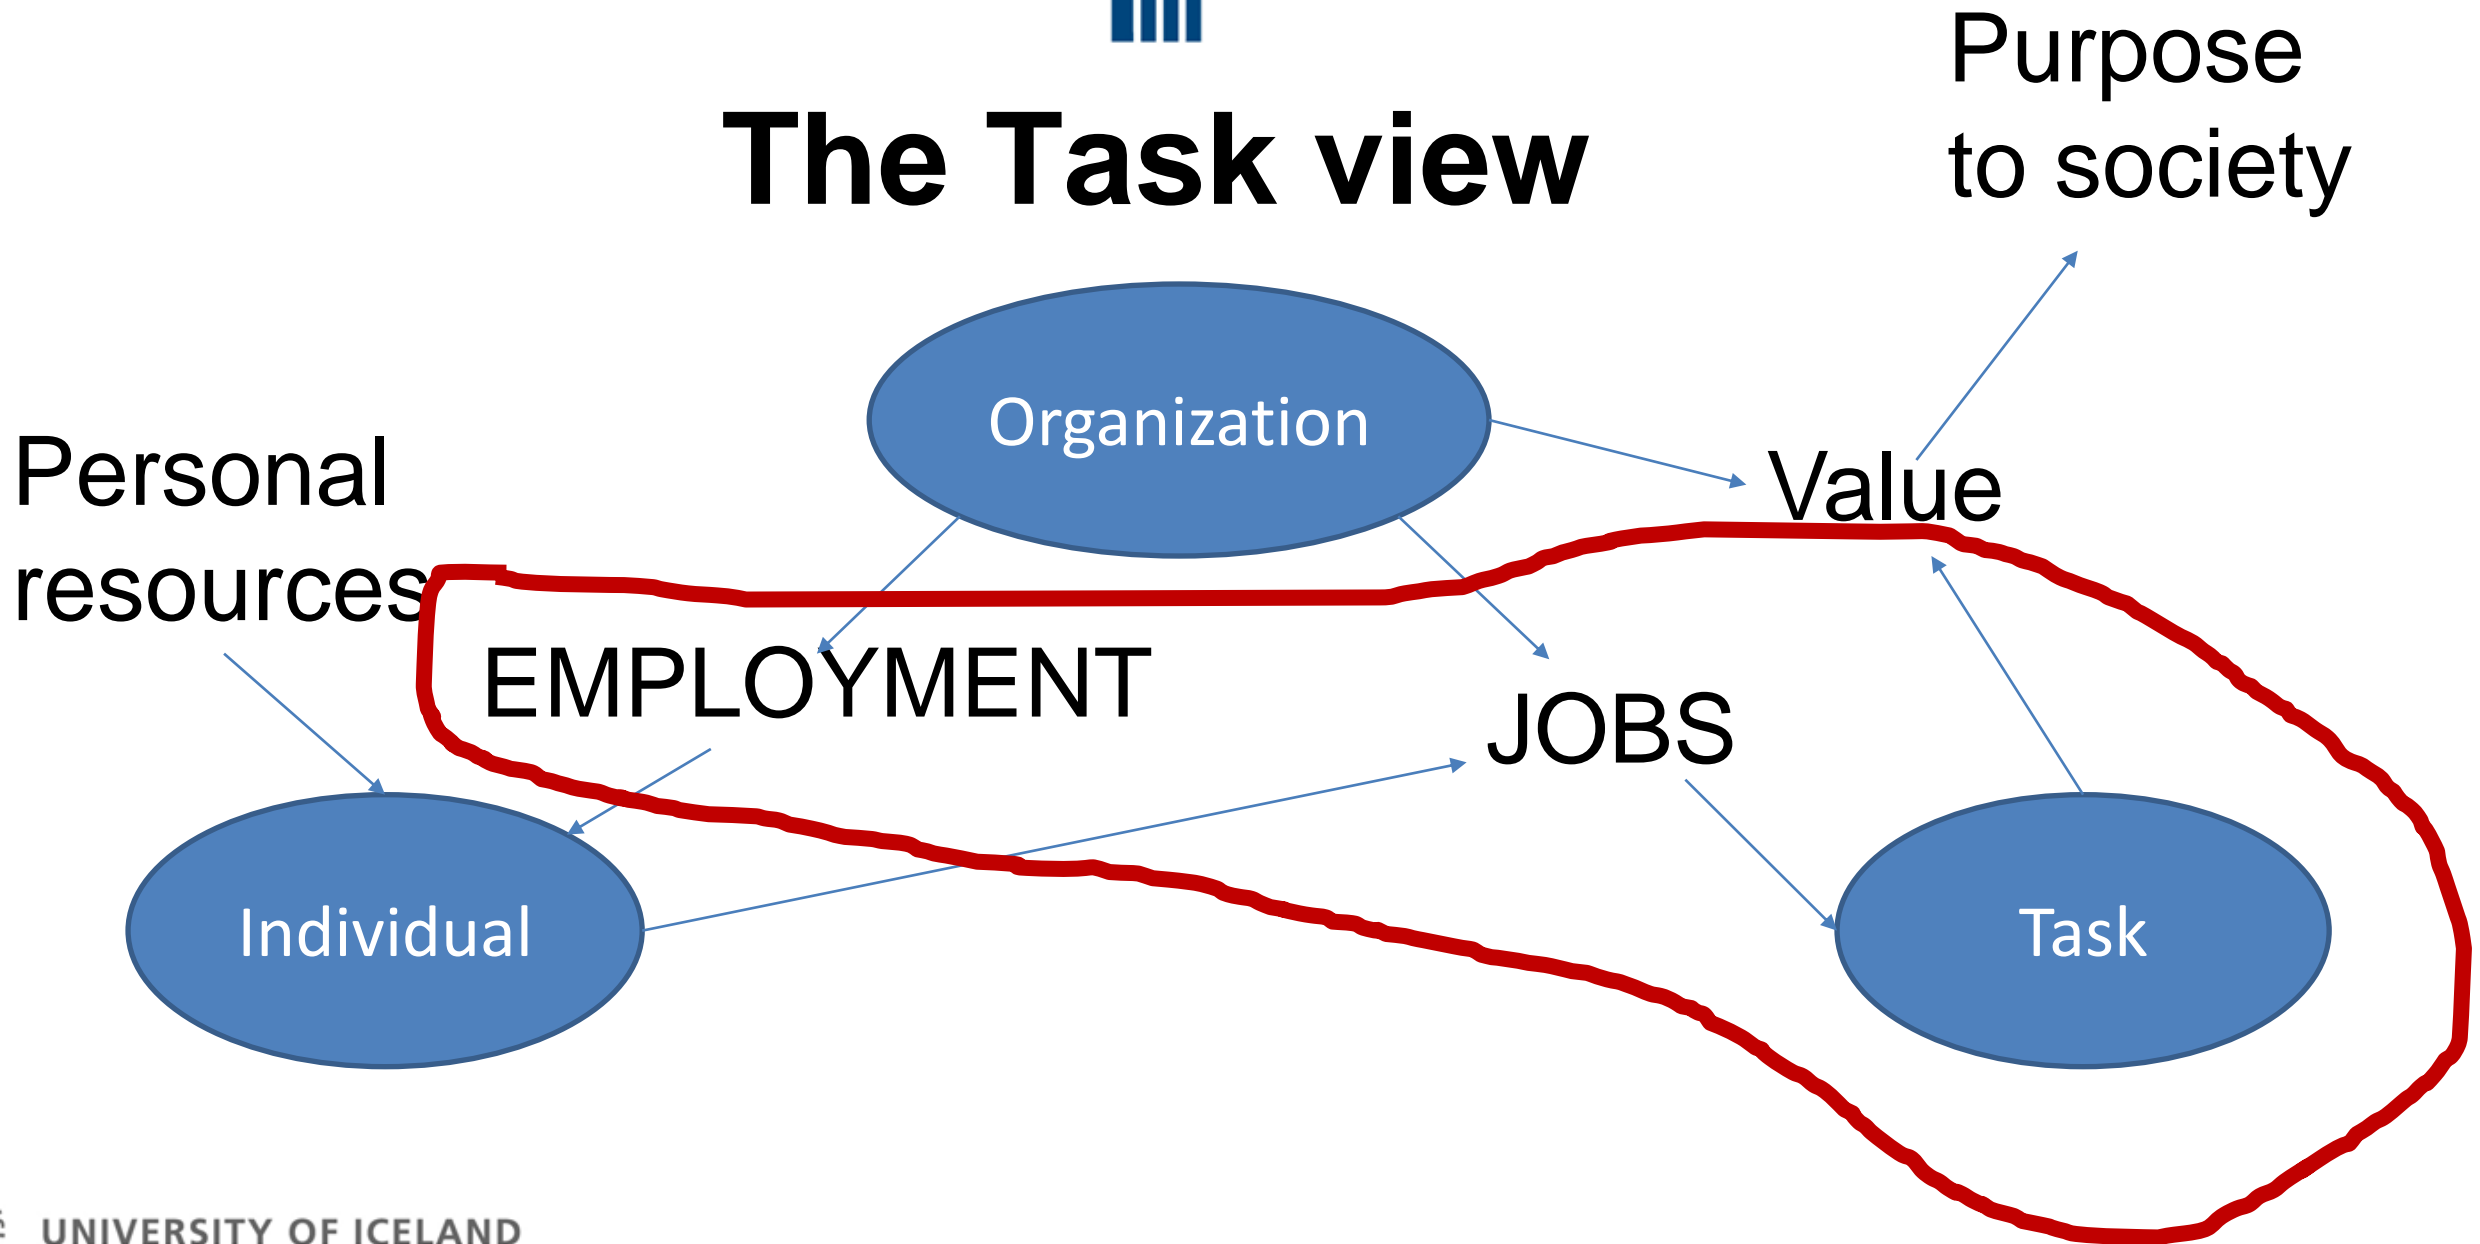 Purpose
to society
The Task view
Organization
Personal
resources
Value
EMPLOYMENT
JOBS
Individual
Task
UNIVERSITY OF ICELAND